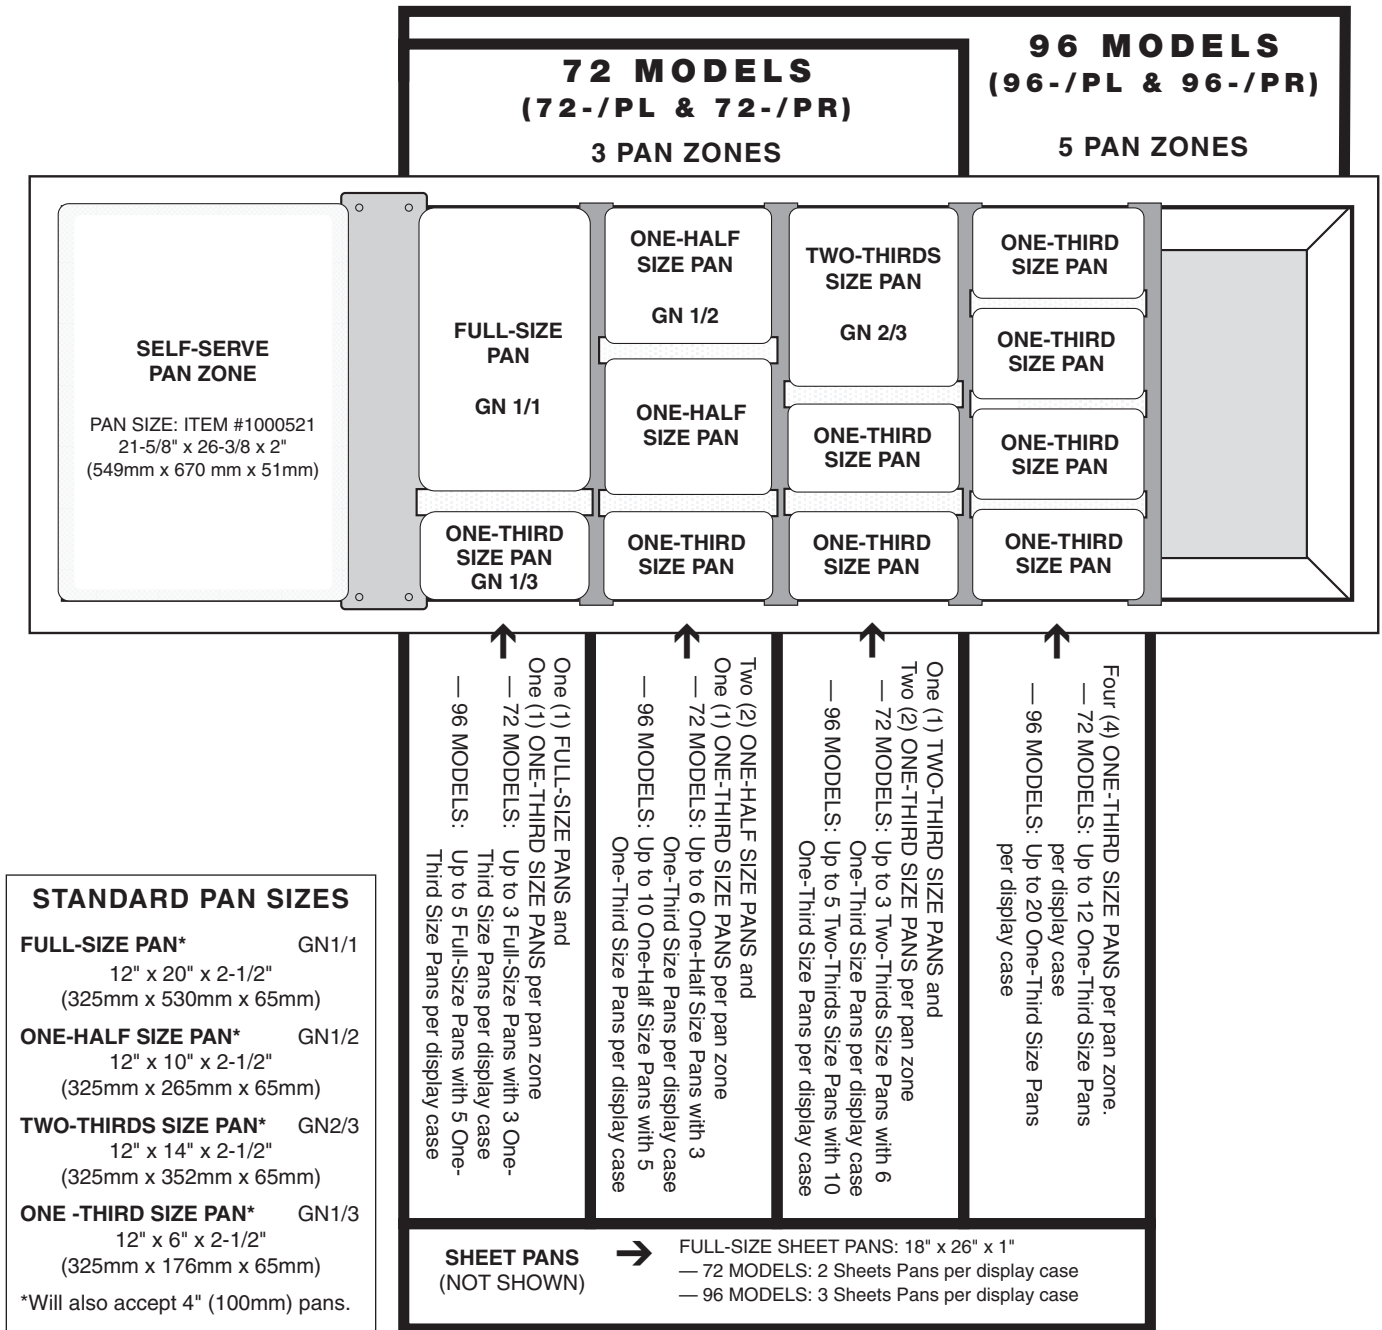 96 MODELS
(96-/PL & 96-/PR)
5 PAN ZONES
72 MODELS
(72-/PL & 72-/PR)
3 PAN ZONES
SELF-SERVE
PAN ZONE
PAN SIZE: ITEM #1000521
21-5/8" x 26-3/8 x 2"
(549mm x 670 mm x 51mm)
FULL-SIZE
PAN
GN 1/1
ONE-THIRD
SIZE PAN
GN 1/3
ONE-HALF
SIZE PAN
GN 1/2
ONE-HALF
SIZE PAN
ONE-THIRD
SIZE PAN
TWO-THIRDS
SIZE PAN
GN 2/3
ONE-THIRD
SIZE PAN
ONE-THIRD
SIZE PAN
ONE-THIRD
SIZE PAN
ONE-THIRD
SIZE PAN
ONE-THIRD
SIZE PAN
ONE-THIRD
SIZE PAN
One (1) FULL-SIZE PANS and
One (1) ONE-THIRD SIZE PANS per pan zone
— 72 MODELS: Up to 3 Full-Size Pans with 3 One-
Third Size Pans per display case
— 96 MODELS: Up to 5 Full-Size Pans with 5 One-
Third Size Pans per display case
Two (2) ONE-HALF SIZE PANS and
One (1) ONE-THIRD SIZE PANS per pan zone
— 72 MODELS: Up to 6 One-Half Size Pans with 3
One-Third Size Pans per display case
— 96 MODELS: Up to 10 One-Half Size Pans with 5
One-Third Size Pans per display case
One (1) TWO-THIRD SIZE PANS and
Two (2) ONE-THIRD SIZE PANS per pan zone
— 72 MODELS: Up to 3 Two-Thirds Size Pans with 6
One-Third Size Pans per display case
— 96 MODELS: Up to 5 Two-Thirds Size Pans with 10
One-Third Size Pans per display case
Four (4) ONE-THIRD SIZE PANS per pan zone.
— 72 MODELS: Up to 12 One-Third Size Pans
per display case
— 96 MODELS: Up to 20 One-Third Size Pans
per display case
STANDARD PAN SIZES
FULL-SIZE PAN* GN1/1
12" x 20" x 2-1/2"
(325mm x 530mm x 65mm)
ONE-HALF SIZE PAN* GN1/2
12" x 10" x 2-1/2"
(325mm x 265mm x 65mm)
TWO-THIRDS SIZE PAN* GN2/3
12" x 14" x 2-1/2"
(325mm x 352mm x 65mm)
ONE -THIRD SIZE PAN* GN1/3
12" x 6" x 2-1/2"
(325mm x 176mm x 65mm)
*Will also accept 4" (100mm) pans.
SHEET PANS
(NOT SHOWN)
FULL-SIZE SHEET PANS: 18" x 26" x 1"
— 72 MODELS: 2 Sheets Pans per display case
— 96 MODELS: 3 Sheets Pans per display case